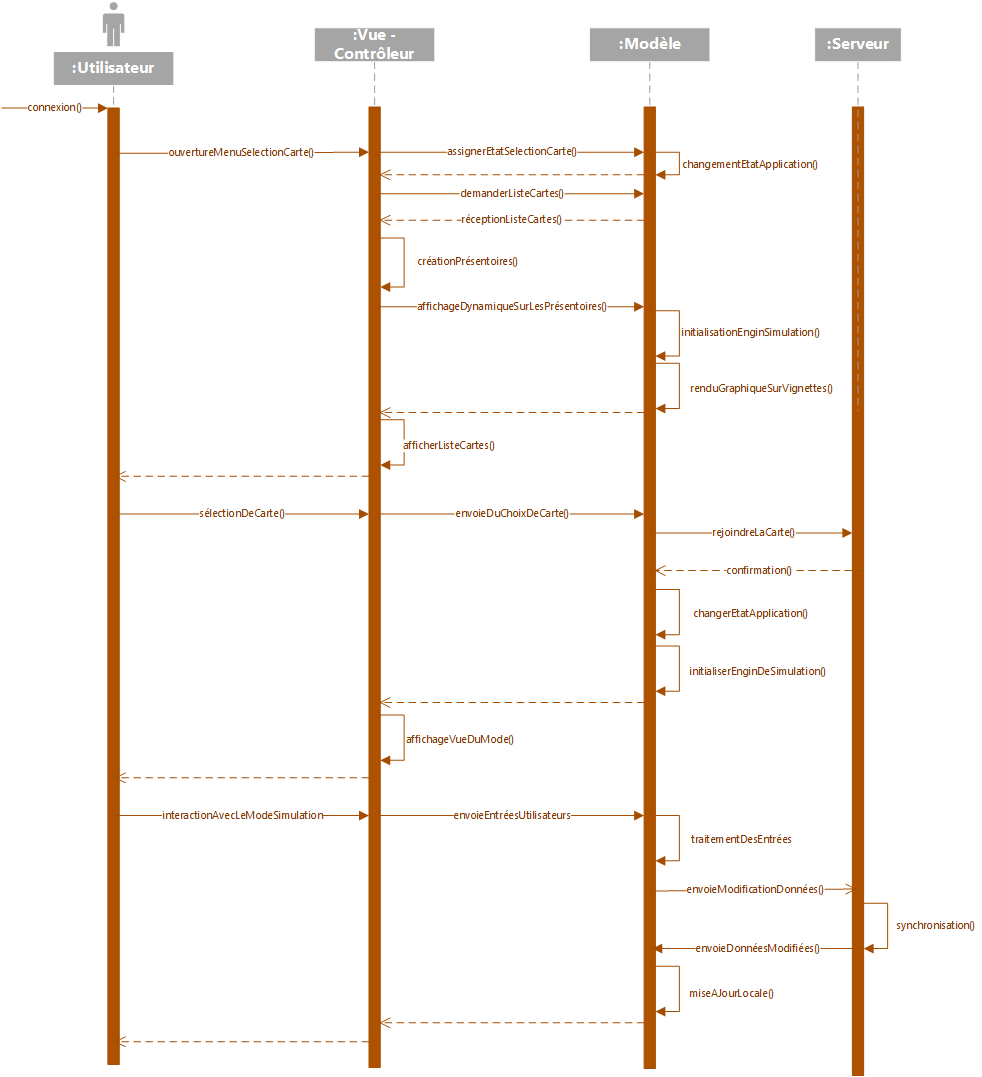 :Utilisateur
:Vue -
Contrôleur
:Modèle
:Serveur
connexion()
ouvertureMenuSelectionCarte()
assignerEtatSelectionCarte()
changementEtatApplication()
demanderListeCartes()
réceptionListeCartes()
créationPrésentoires()
affichageDynamiqueSurLesPrésentoires()
initialisationEnginSimulation()
renduGraphiqueSurVignettes()
afficherListeCartes()
sélectionDeCarte()
envoieDuChoixDeCarte()
rejoindreLaCarte()
confirmation()
changerEtatApplication()
initialiserEnginDeSimulation()
affichageVueDuMode()
interactionAvecLeModeSimulation
envoieEntréesUtilisateurs
traitementDesEntrées
envoieModificationDonnées()
synchronisation()
envoieDonnéesModifiées()
miseAJourLocale()